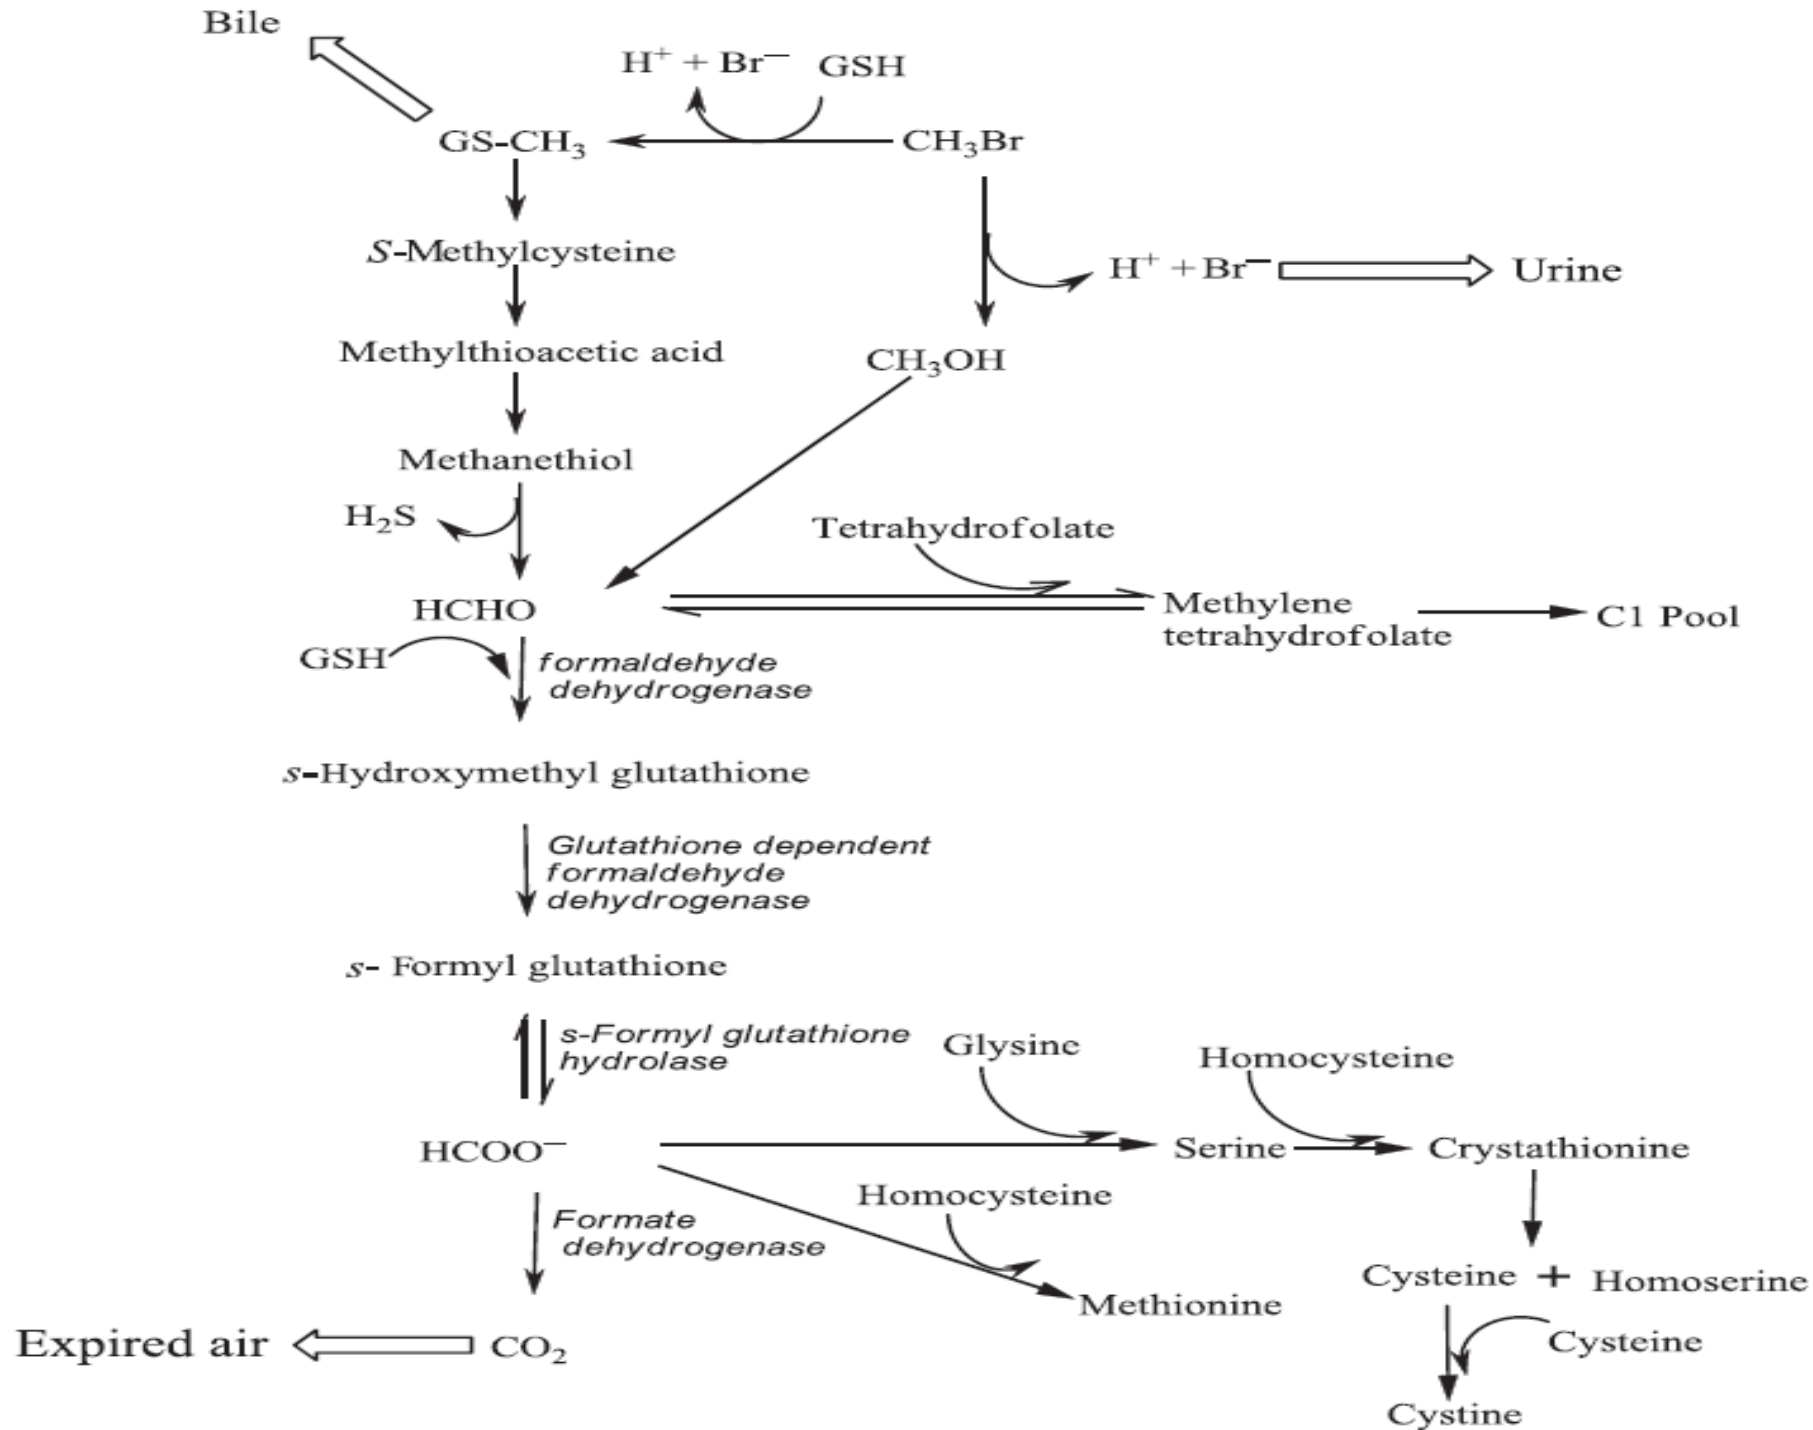 Bile
H⁺ + Br⁻ GSH
GS-CH₃
CH₃Br
S-Methylcysteine
H⁺ + Br⁻
Urine
Methylthioacetic acid
CH₃OH
Methanethiol
H₂S
Tetrahydrofolate
HCHO
Methylene
tetrahydrofolate
C1 Pool
GSH
formaldehyde
dehydrogenase
s-Hydroxymethyl glutathione
Glutathione dependent
formaldehyde
dehydrogenase
s- Formyl glutathione
s-Formyl glutathione
hydrolase
Glysine
Homocysteine
HCOO⁻
Serine
Crystathionine
Homocysteine
Formate
dehydrogenase
Cysteine + Homoserine
Methionine
Expired air
CO₂
Cysteine
Cystine